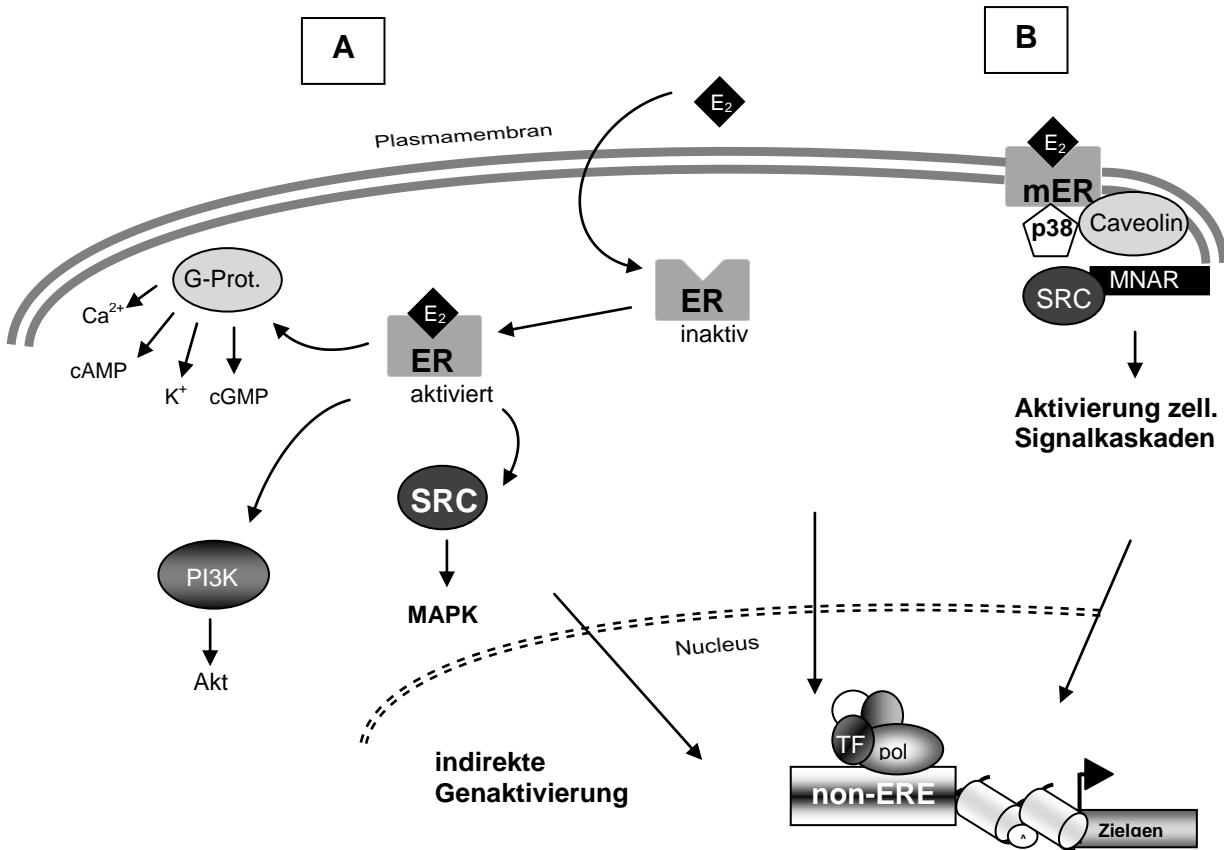 A
B
E₂
Plasmamembran
E₂
mER
p38
Caveolin
MNAR
SRC
G-Prot.
Ca²⁺
cAMP
K⁺
cGMP
E₂
ER
aktiviert
ER
inaktiv
Aktivierung zell.
Signalkaskaden
SRC
MAPK
PI3K
Akt
Nucleus
indirekte
Genaktivierung
TF
pol
non-ERE
Zielgen